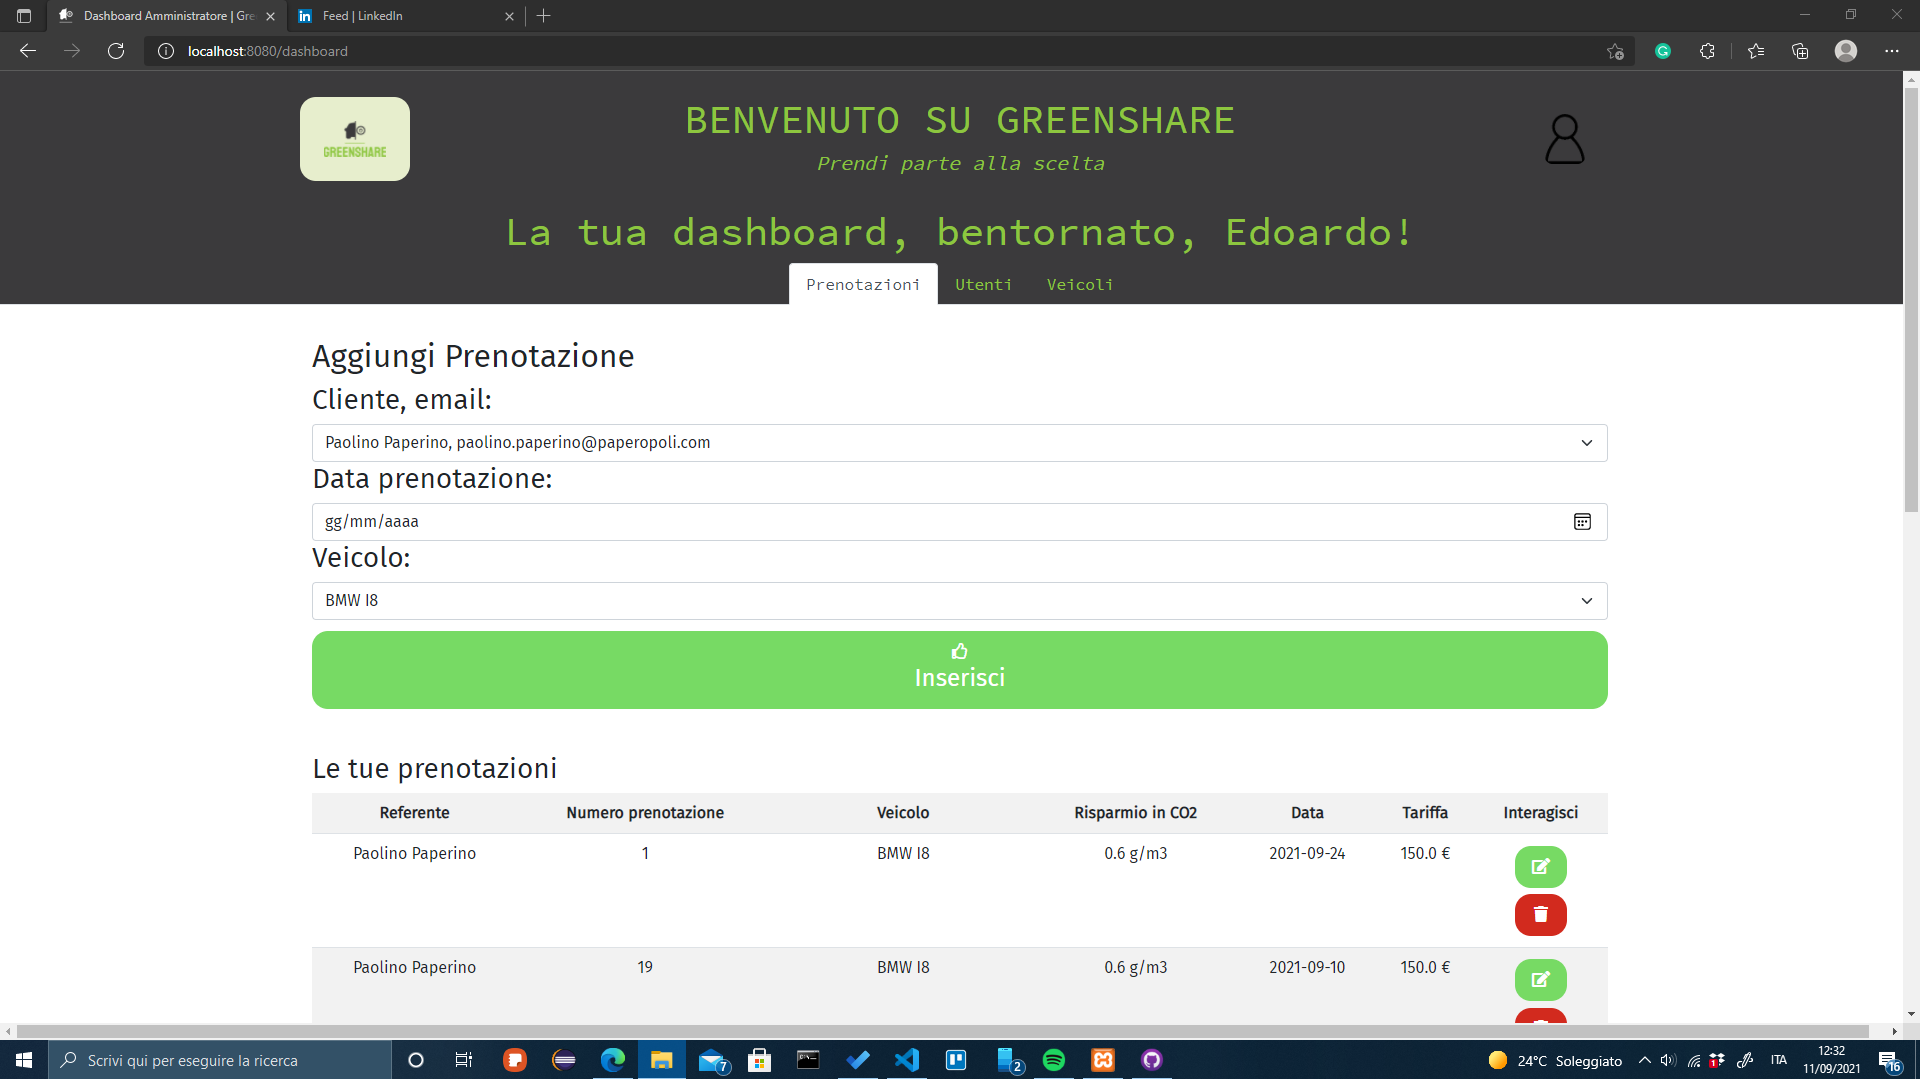 Dashboard Amministratore | Gre
Feed | LinkedIn
localhost:8080/dashboard
GREENSHARE
BENVENUTO SU GREENSHARE
Prendi parte alla scelta
La tua dashboard, bentornato, Edoardo!
Prenotazioni Utenti Veicoli
Aggiungi Prenotazione
Cliente, email:
Paolino Paperino, paolino.paperino@paperopoli.com
Data prenotazione:
gg/mm/aaaa
Veicolo:
BMW I8
Inserisci
Le tue prenotazioni
Referente Numero prenotazione Veicolo Risparmio in CO2 Data Tariffa Interagisci
Paolino Paperino 1 BMW I8 0.6 g/m3 2021-09-24 150.0 €
Paolino Paperino 19 BMW I8 0.6 g/m3 2021-09-10 150.0 €
Scrivi qui per eseguire la ricerca
7
2
24°C Soleggiato
1
ITA
12:32
11/09/2021
16